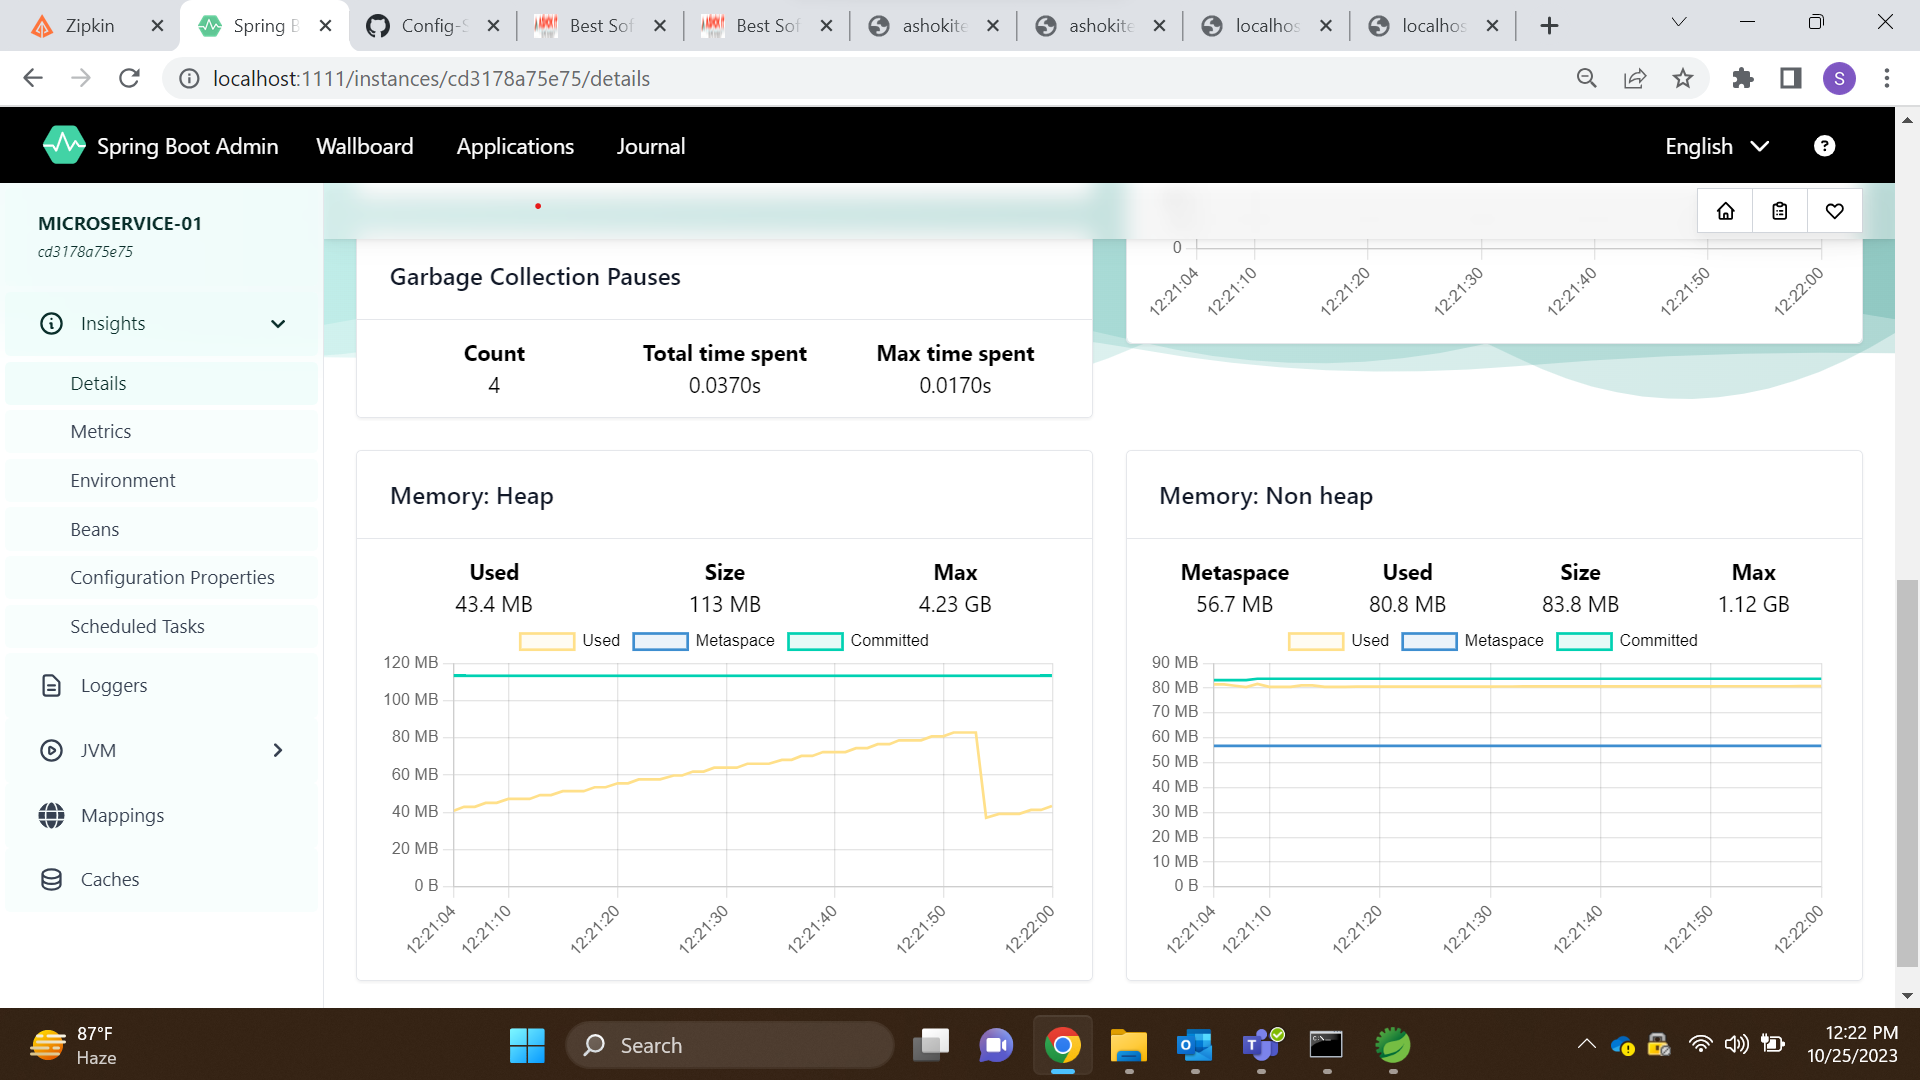 Zipkin
Spring B
Config-S
Best Sof
Best Sof
ashokite
ashokite
localhos
localhos
localhost:1111/instances/cd3178a75e75/details
S
Spring Boot Admin
Wallboard
Applications
Journal
English
MICROSERVICE-01
cd3178a75e75
Insights
Details
Metrics
Environment
Beans
Configuration Properties
Scheduled Tasks
Loggers
JVM
Mappings
Caches
Garbage Collection Pauses
Count Total time spent Max time spent
4 0.0370s 0.0170s
0
12:21:04 12:21:10 12:21:20 12:21:30 12:21:40 12:21:50 12:22:00
Memory: Heap
Used Size Max
43.4 MB 113 MB 4.23 GB
Used Metaspace Committed
120 MB
100 MB
80 MB
60 MB
40 MB
20 MB
0 B
12:21:04 12:21:10 12:21:20 12:21:30 12:21:40 12:21:50 12:22:00
Memory: Non heap
Metaspace Used Size Max
56.7 MB 80.8 MB 83.8 MB 1.12 GB
Used Metaspace Committed
90 MB
80 MB
70 MB
60 MB
50 MB
40 MB
30 MB
20 MB
10 MB
0 B
12:21:04 12:21:10 12:21:20 12:21:30 12:21:40 12:21:50 12:22:00
87°F
Haze
Search
12:22 PM
10/25/2023